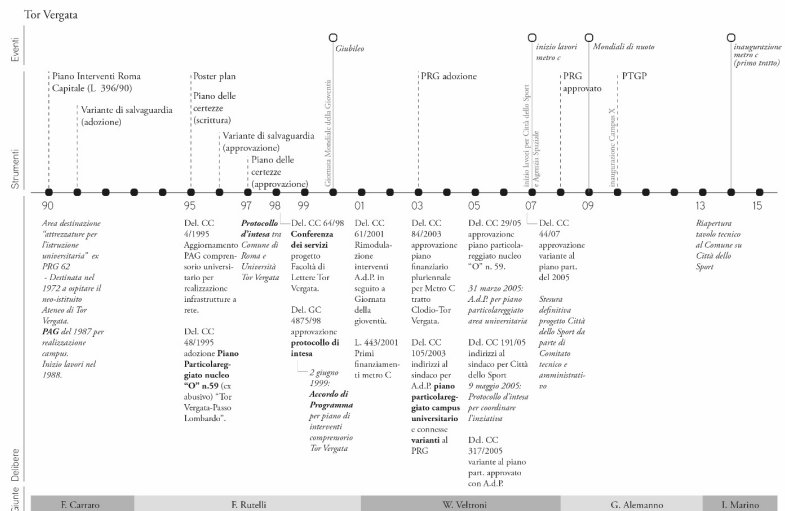 Tor Vergata
Eventi
Giubileo
inizio lavori
metro c
Mondiali di nuoto
inaugurazione
metro c
(primo tratto)
Strumenti
Piano Interventi Roma
Capitale (L 396/90)
Variante di salvaguardia
(adozione)
Poster plan
Piano delle
certezze
(scrittura)
Variante di salvaguardia
(approvazione)
Piano delle
certezze
(approvazione)
Giornata Mondiale della Gioventù
PRG adozione
inizio lavori per Città dello Sport
e Agenzia Spaziale
PRG
approvato
inaugurazione Campus X
PTGP
90
95
97
98
99
01
03
05
07
09
13
15
Delibere
Area destinazione
"attrezzature per
l'istruzione
universitaria" ex
PRG 62
- Destinata nel
1972 a ospitare il
neo-istituito
Ateneo di Tor
Vergata.
PAG del 1987 per
realizzazione
campus.
Inizio lavori nel
1988.
Del. CC
4/1995
Aggiornamento
PAG compren-
sorio universi-
tario per
realizzazione
infrastrutture a
rete.
Del. CC
48/1995
adozione Piano
Particolareg-
giato nucleo
"O" n.59 (ex
abusivo) "Tor
Vergata-Passo
Lombardo".
Protocollo
d'intesa tra
Comune di
Roma e
Università
Tor Vergata
Del. CC 64/98
Conferenza
dei servizi
progetto
Facoltà di
Lettere Tor
Vergata.
Del. GC
4875/98
approvazione
protocollo di
intesa
2 giugno
1999:
Accordo di
Programma
per piano di
interventi
comprensorio
Tor Vergata
Del. CC
61/2001
Rimodula-
zione
interventi
A.d.P. in
seguito a
Giornata
della
gioventù.
L. 443/2001
Primi
finanziamen-
ti metro C
Del. CC
84/2003
approvazione
piano
finanziario
pluriennale
per Metro C
tratto
Clodio-Tor
Vergata.
Del. CC
105/2003
indirizzi al
sindaco per
A.d.P. piano
particolareg-
giato campus
universitario
e connesse
varianti al
PRG
Del. CC 29/05
approvazione
piano particola-
reggiato nucleo
"O" n. 59.
31 marzo 2005:
A.d.P. per piano
particolareggiato
area universitaria
Del. CC 191/05
indirizzi al
sindaco per Città
dello Sport
9 maggio 2005:
Protocollo d'intesa
per coordinare
l'inziativa
Del. CC
317/2005
variante al piano
part. approvato
con A.d.P.
Del. CC
44/07
approvazione
variante al
piano part.
del 2005
Stesura
definitiva
progetto Città
dello Sport da
parte di
Comitato
tecnico e
amministrati-
vo
Riapertura
tavolo tecnico
al Comune su
Città dello
Sport
Giunte
F. Carraro
F. Rutelli
W. Veltroni
G. Alemanno
I. Marino